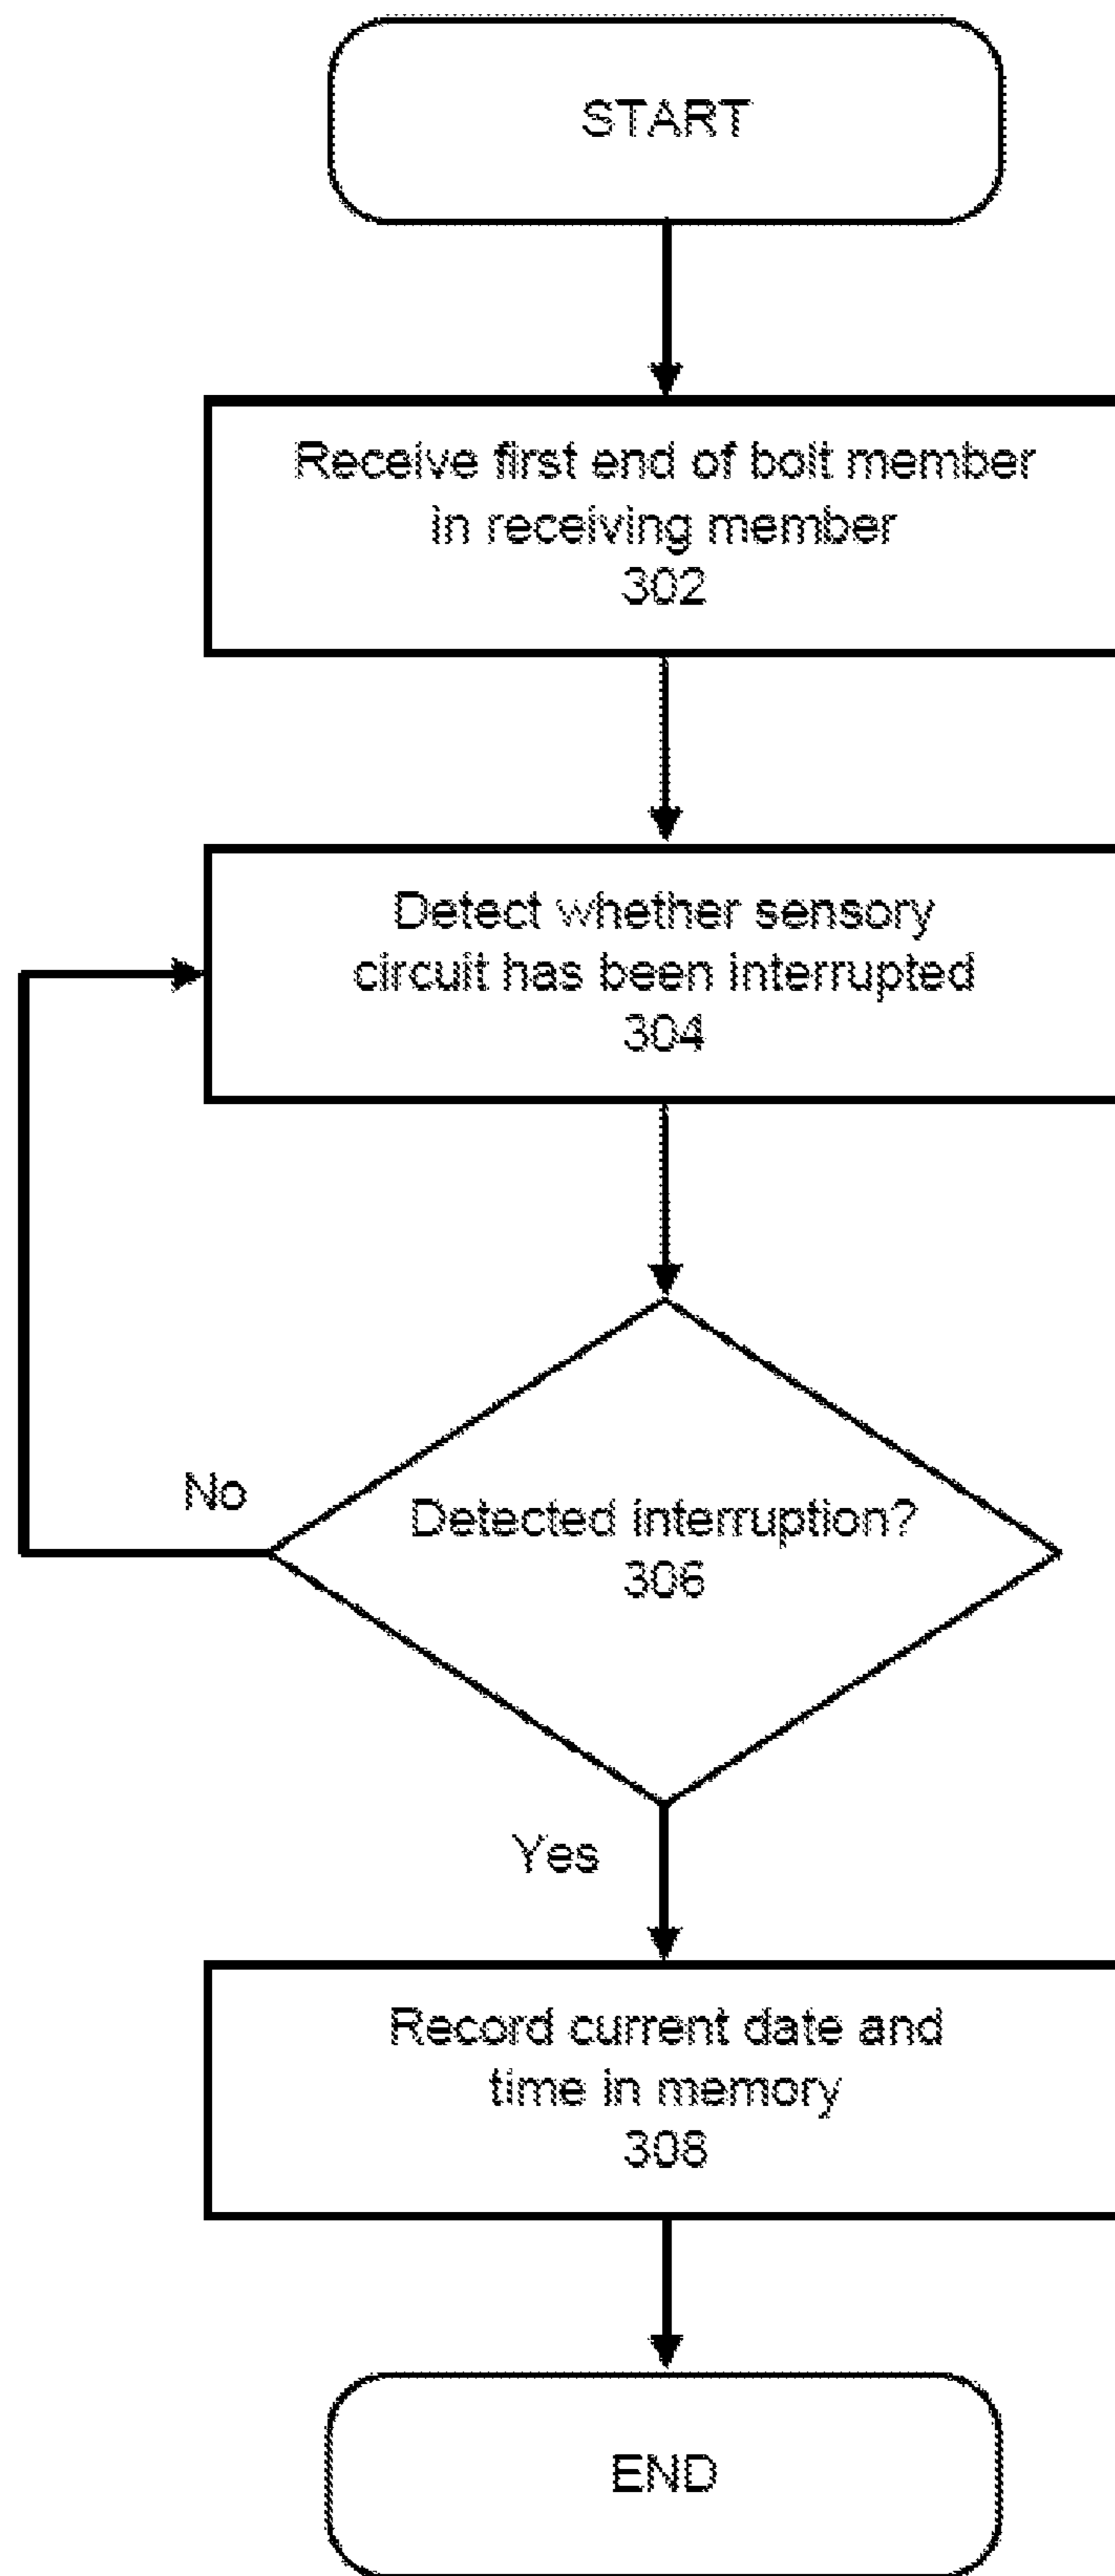 START
Receive first end of bolt member
in receiving member
302
Detect whether sensory
circuit has been interrupted
304
No
Detected interruption?
306
Yes
Record current date and
time in memory
308
END